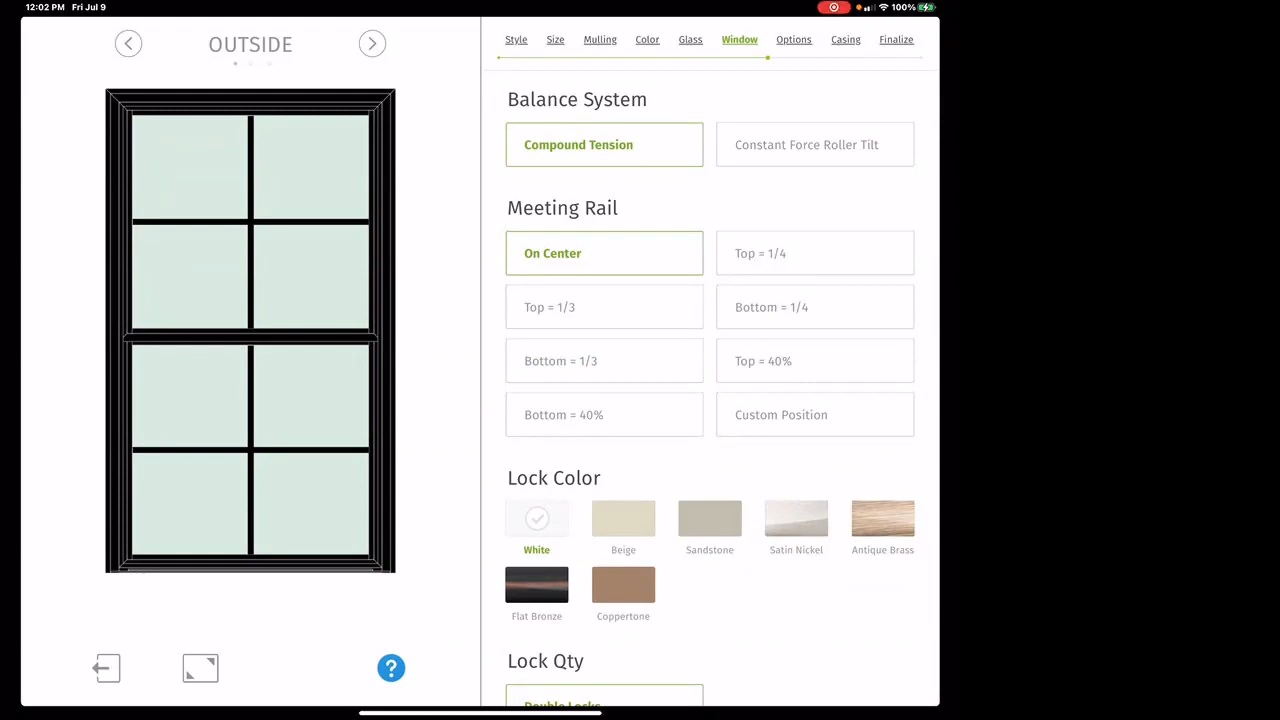 12:02 PM Fri Jul 9
100%
OUTSIDE
Style Size Mulling Color Glass Window Options Casing Finalize
Balance System
Compound Tension
Constant Force Roller Tilt
Meeting Rail
On Center
Top = 1/4
Top = 1/3
Bottom = 1/4
Bottom = 1/3
Top = 40%
Bottom = 40%
Custom Position
Lock Color
White
Beige
Sandstone
Satin Nickel
Antique Brass
Flat Bronze
Coppertone
Lock Qty
Double Locks
?